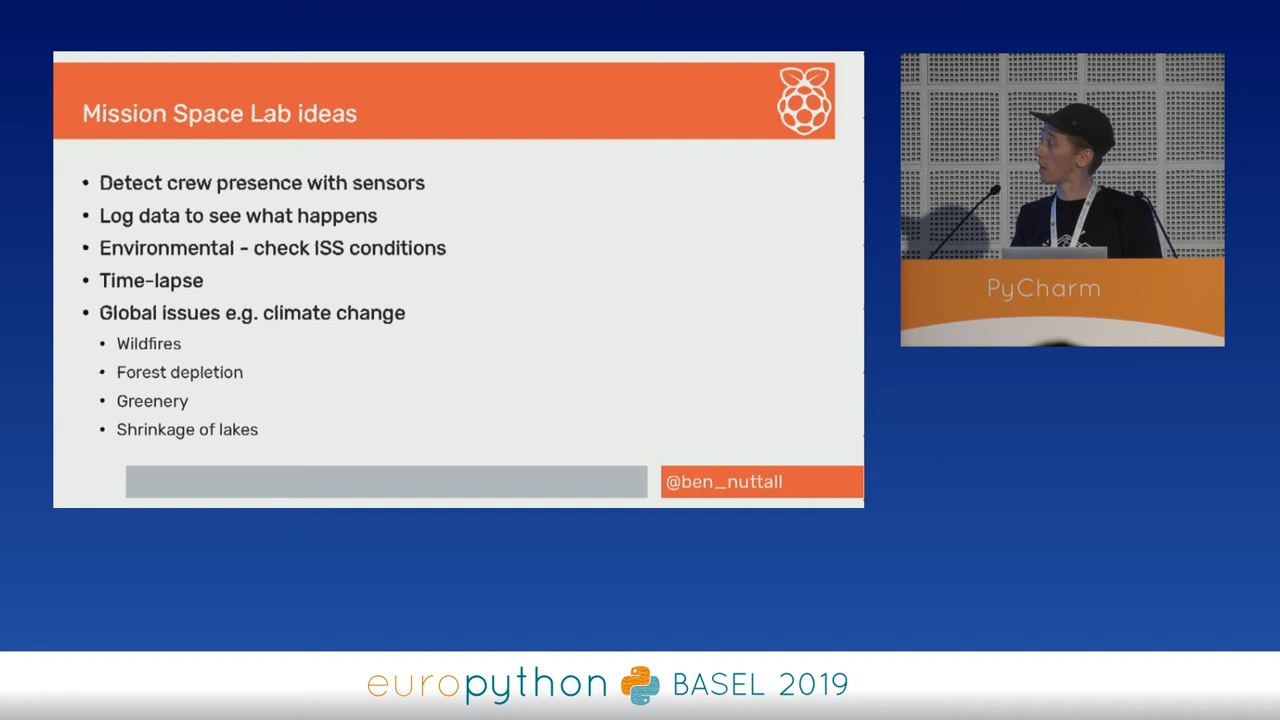 Mission Space Lab ideas
• Detect crew presence with sensors
• Log data to see what happens
• Environmental - check ISS conditions
• Time-lapse
• Global issues e.g. climate change
• Wildfires
• Forest depletion
• Greenery
• Shrinkage of lakes
@ben_nuttall
PyCharm
europython BASEL 2019